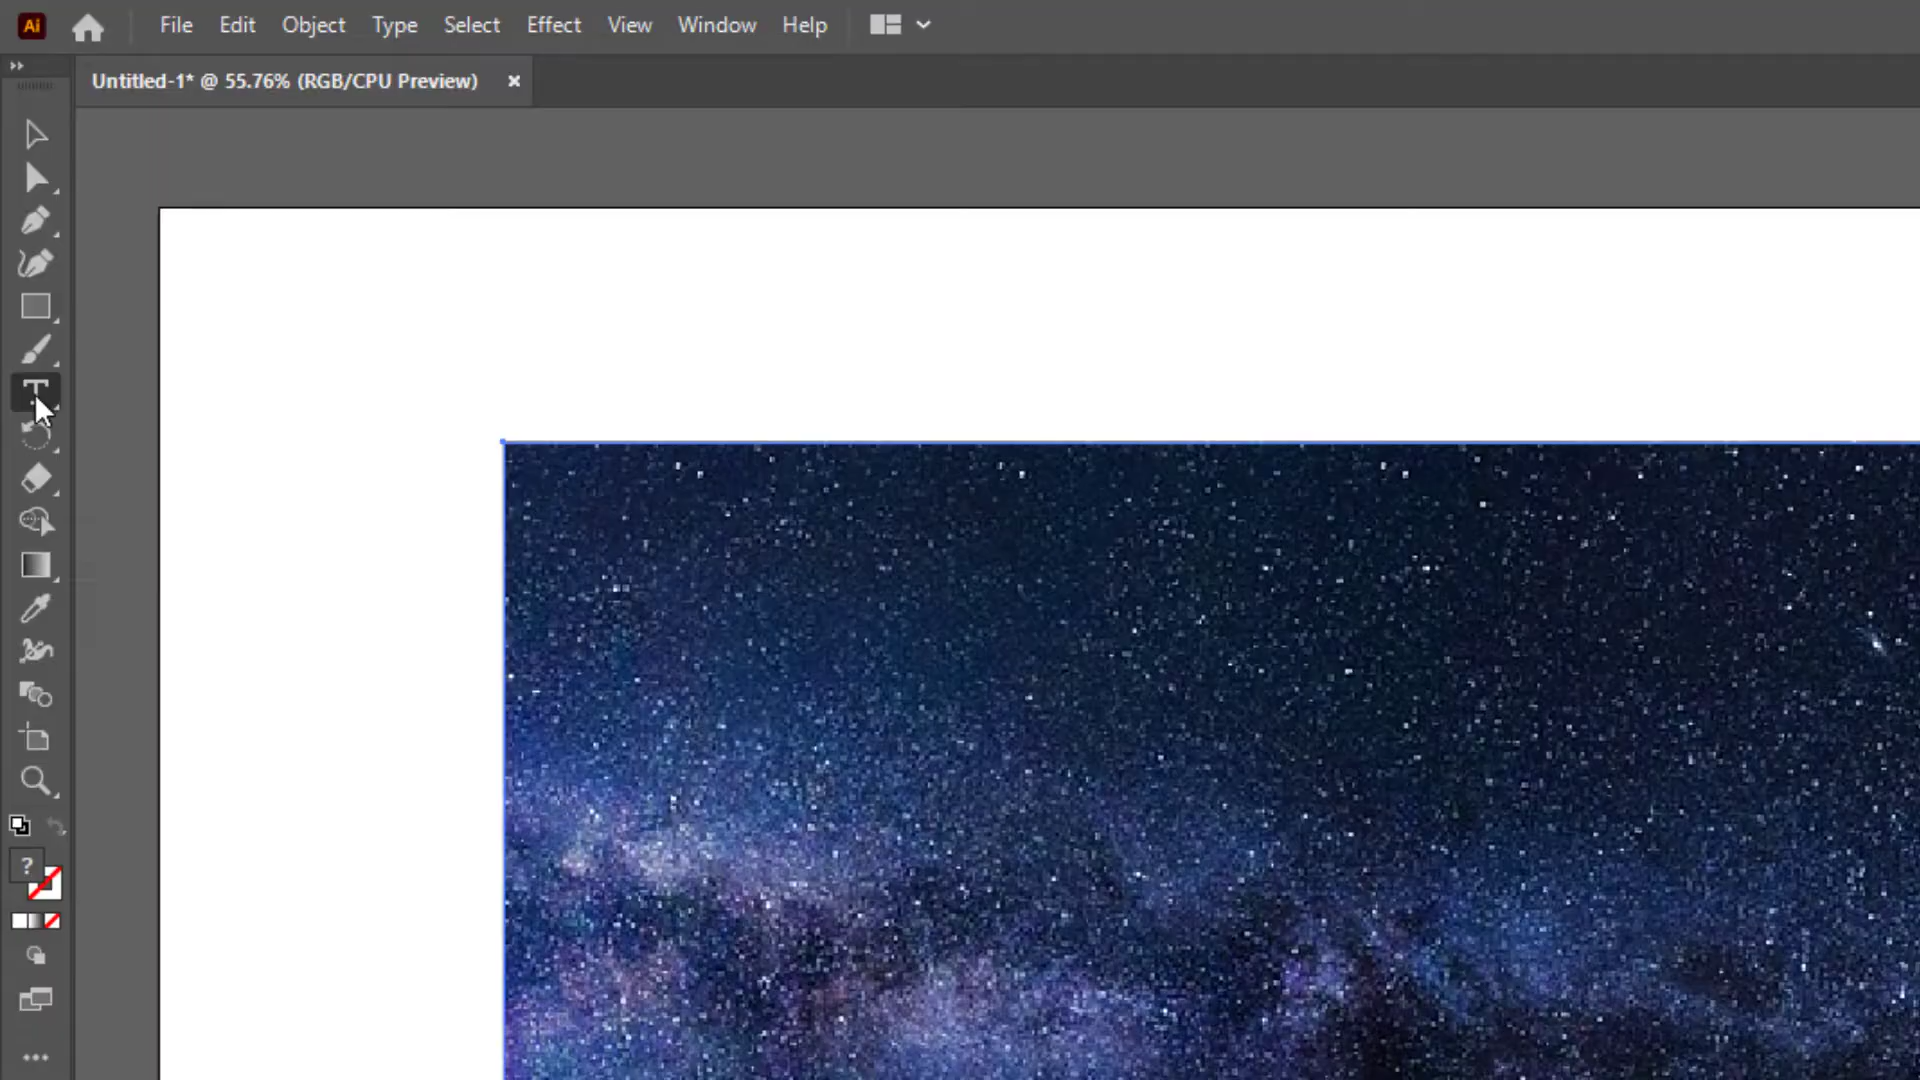 Ai File Edit Object Type Select Effect View Window Help
Untitled-1* @ 55.76% (RGB/CPU Preview) ×
T
?